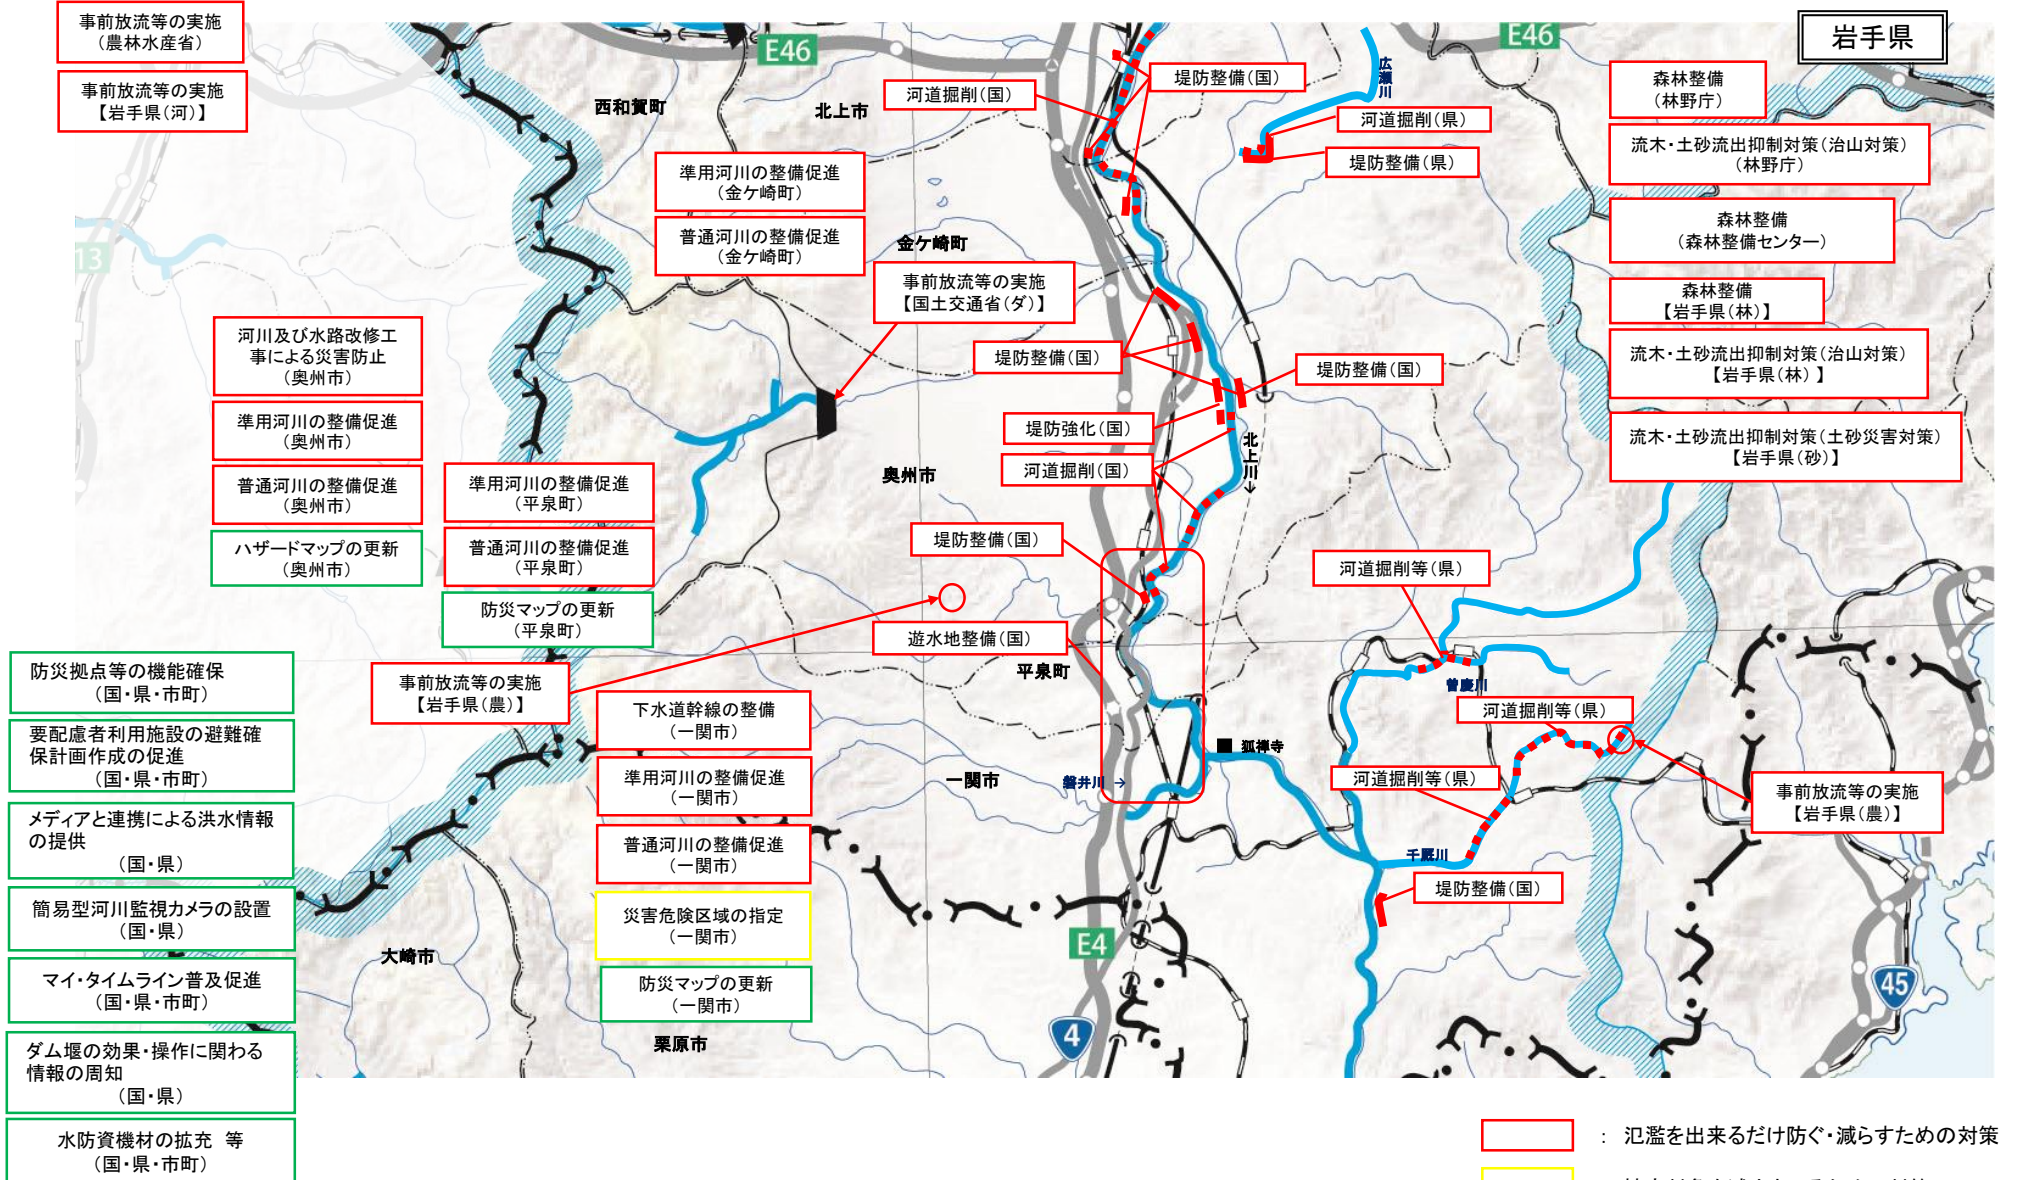 岩手県
事前放流等の実施
（農林水産省）
事前放流等の実施
【岩手県（河）】
E46
E46
西和賀町
北上市
河道掘削（国）
堤防整備（国）
広瀬川
河道掘削（県）
堤防整備（県）
森林整備
（林野庁）
流木・土砂流出抑制対策（治山対策）
（林野庁）
森林整備
（森林整備センター）
森林整備
【岩手県（林）】
流木・土砂流出抑制対策（治山対策）
【岩手県（林）】
流木・土砂流出抑制対策（土砂災害対策）
【岩手県（砂）】
準用河川の整備促進
（金ケ崎町）
普通河川の整備促進
（金ケ崎町）
金ケ崎町
13
事前放流等の実施
【国土交通省（ダ）】
河川及び水路改修工
事による災害防止
（奥州市）
準用河川の整備促進
（奥州市）
普通河川の整備促進
（奥州市）
ハザードマップの更新
（奥州市）
堤防整備（国）
堤防整備（国）
堤防強化（国）
河道掘削（国）
北上川→
奥州市
準用河川の整備促進
（平泉町）
普通河川の整備促進
（平泉町）
防災マップの更新
（平泉町）
堤防整備（国）
遊水地整備（国）
平泉町
河道掘削等（県）
曽慶川
河道掘削等（県）
防災拠点等の機能確保
（国・県・市町）
要配慮者利用施設の避難確
保計画作成の促進
（国・県・市町）
メディアと連携による洪水情報
の提供
（国・県）
簡易型河川監視カメラの設置
（国・県）
マイ・タイムライン普及促進
（国・県・市町）
ダム堰の効果・操作に関わる
情報の周知
（国・県）
水防資機材の拡充　等
（国・県・市町）
事前放流等の実施
【岩手県（農）】
下水道幹線の整備
（一関市）
準用河川の整備促進
（一関市）
普通河川の整備促進
（一関市）
災害危険区域の指定
（一関市）
防災マップの更新
（一関市）
狐禅寺
一関市
磐井川 →
河道掘削等（県）
事前放流等の実施
【岩手県（農）】
千厩川
堤防整備（国）
大崎市
栗原市
E4
4
45
： 氾濫を出来るだけ防ぐ・減らすための対策